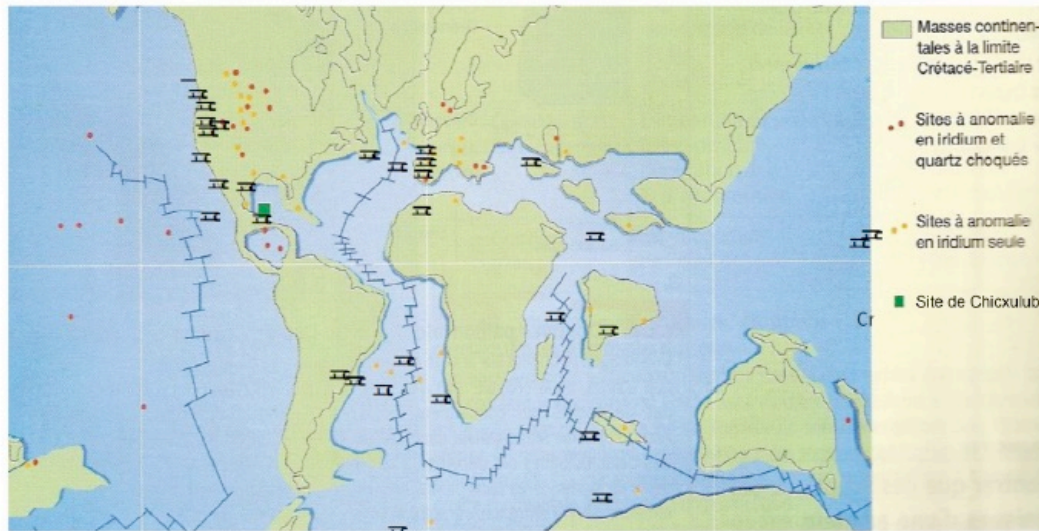 Masses continen-
tales à la limite
Crétacé-Tertiaire
Sites à anomalie
en iridium et
quartz choqués
Sites à anomalie
en iridium seule
Site de Chicxulub
Cr